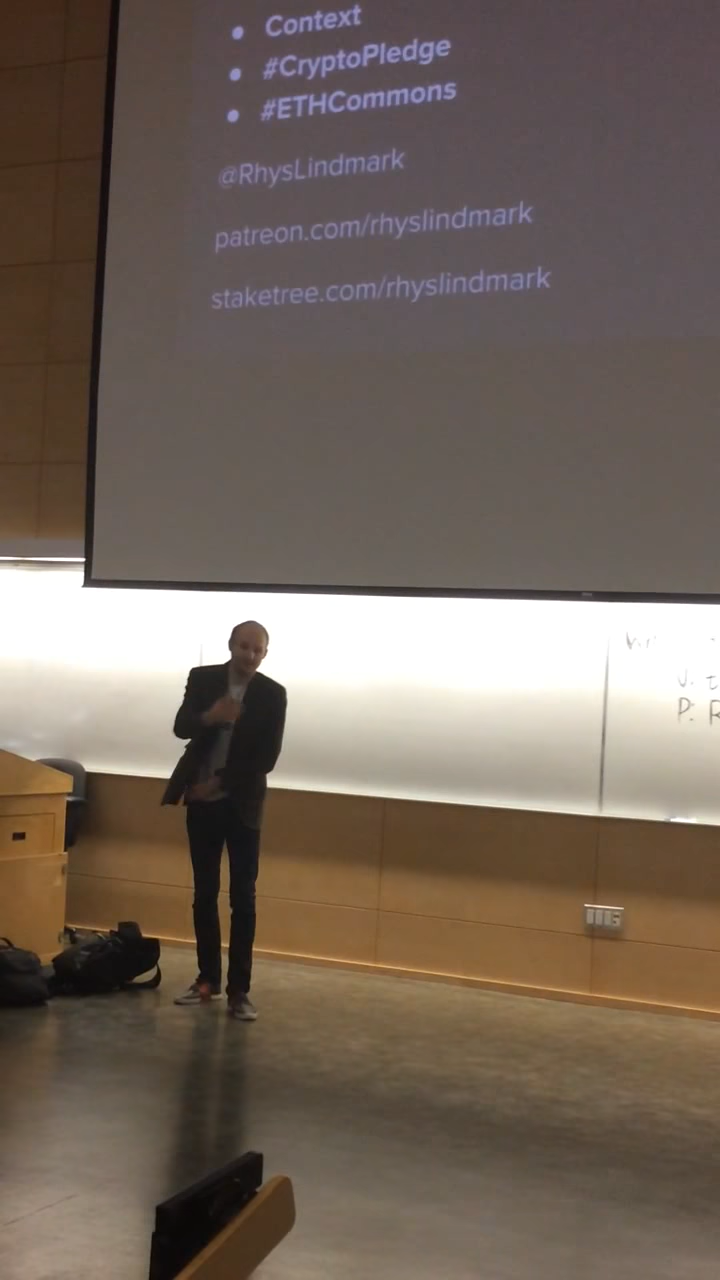 Context
#CryptoPledge
#ETHCommons
@RhysLindmark
patreon.com/rhyslindmark
staketree.com/rhyslindmark
P: R